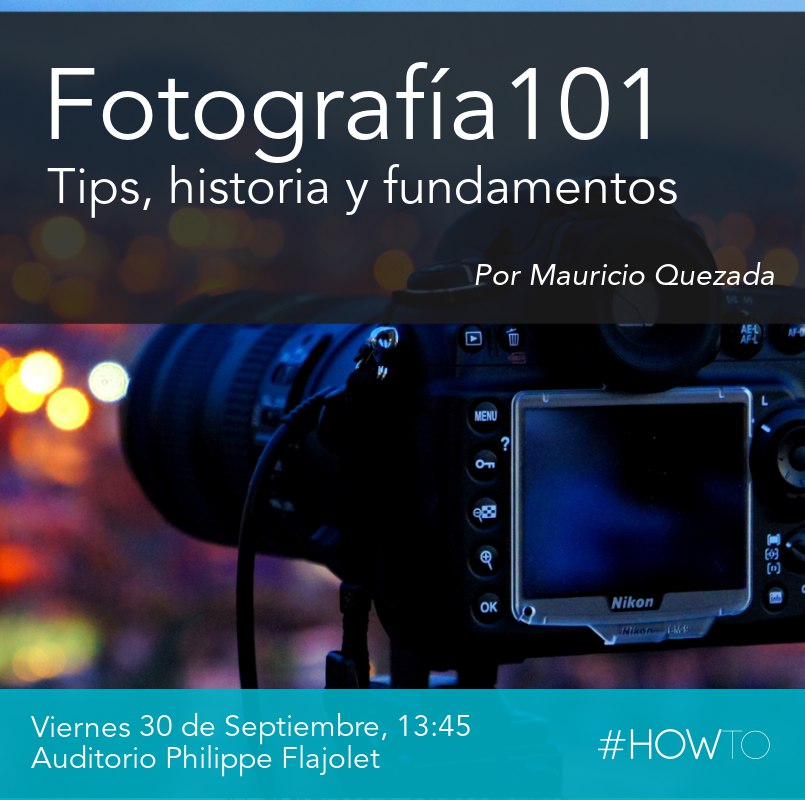 Fotografía101
Tips, historia y fundamentos
Por Mauricio Quezada
AE-L
AF-L
MENU
L
?
OK
Nikon
Nikon
Viernes 30 de Septiembre, 13:45
Auditorio Philippe Flajolet
#HOWTO